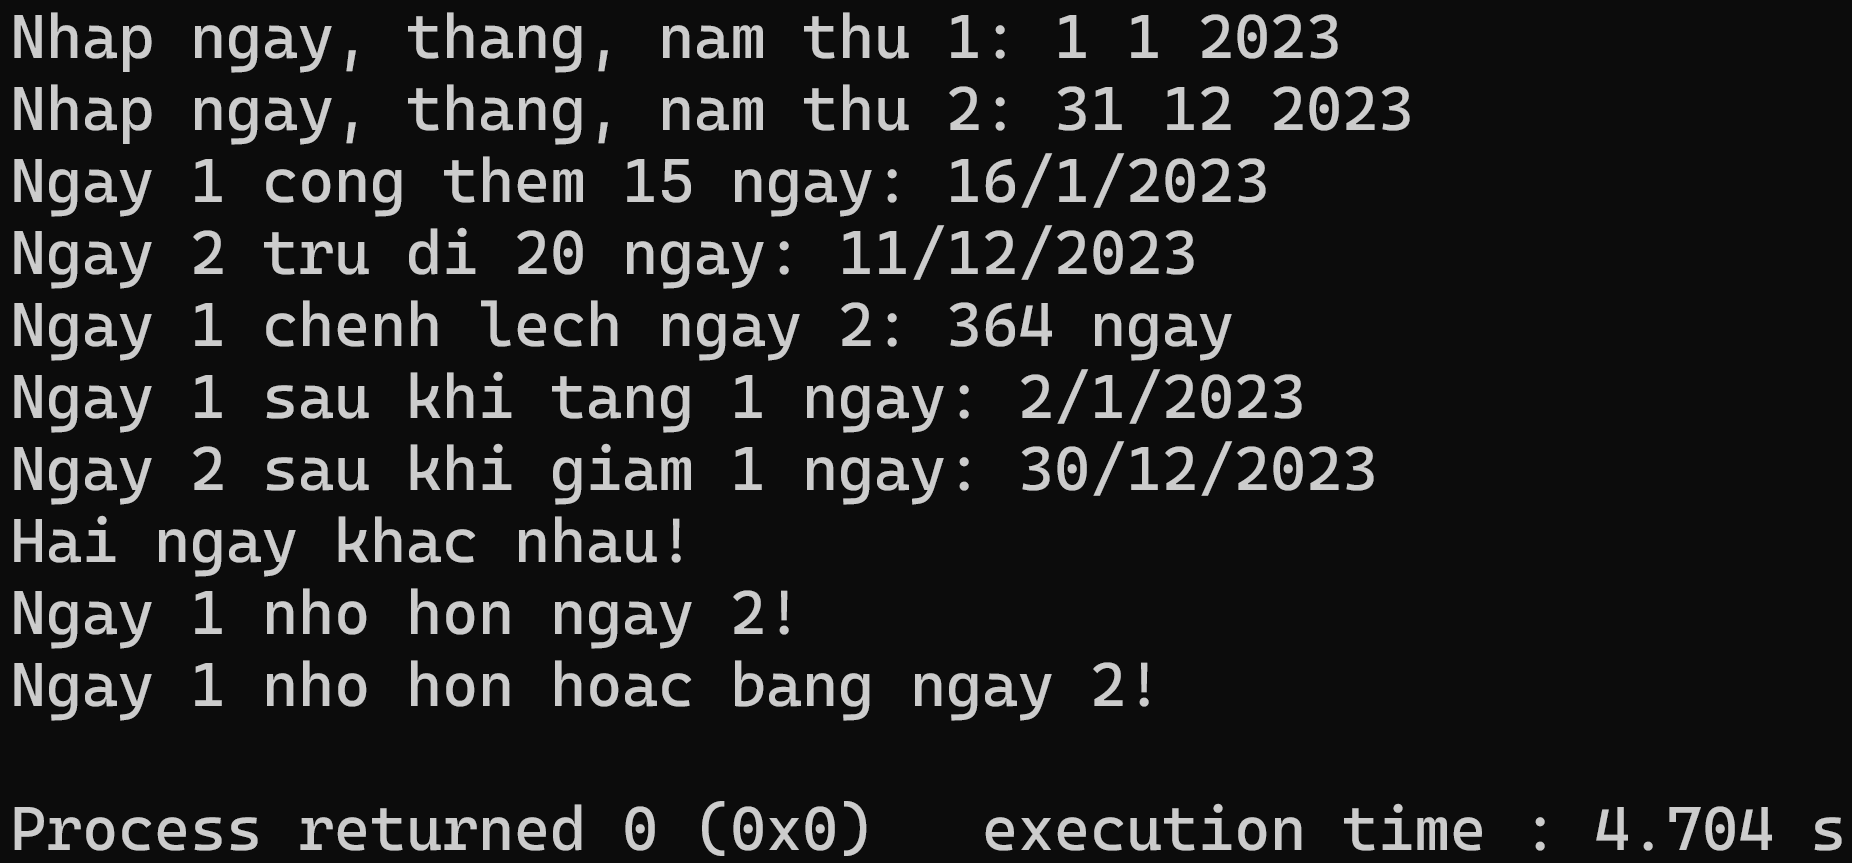 Nhap ngay, thang, nam thu 1: 1 1 2023
Nhap ngay, thang, nam thu 2: 31 12 2023
Ngay 1 cong them 15 ngay: 16/1/2023
Ngay 2 tru di 20 ngay: 11/12/2023
Ngay 1 chenh lech ngay 2: 364 ngay
Ngay 1 sau khi tang 1 ngay: 2/1/2023
Ngay 2 sau khi giam 1 ngay: 30/12/2023
Hai ngay khac nhau!
Ngay 1 nho hon ngay 2!
Ngay 1 nho hon hoac bang ngay 2!
Process returned 0 (0x0)   execution time : 4.704 s